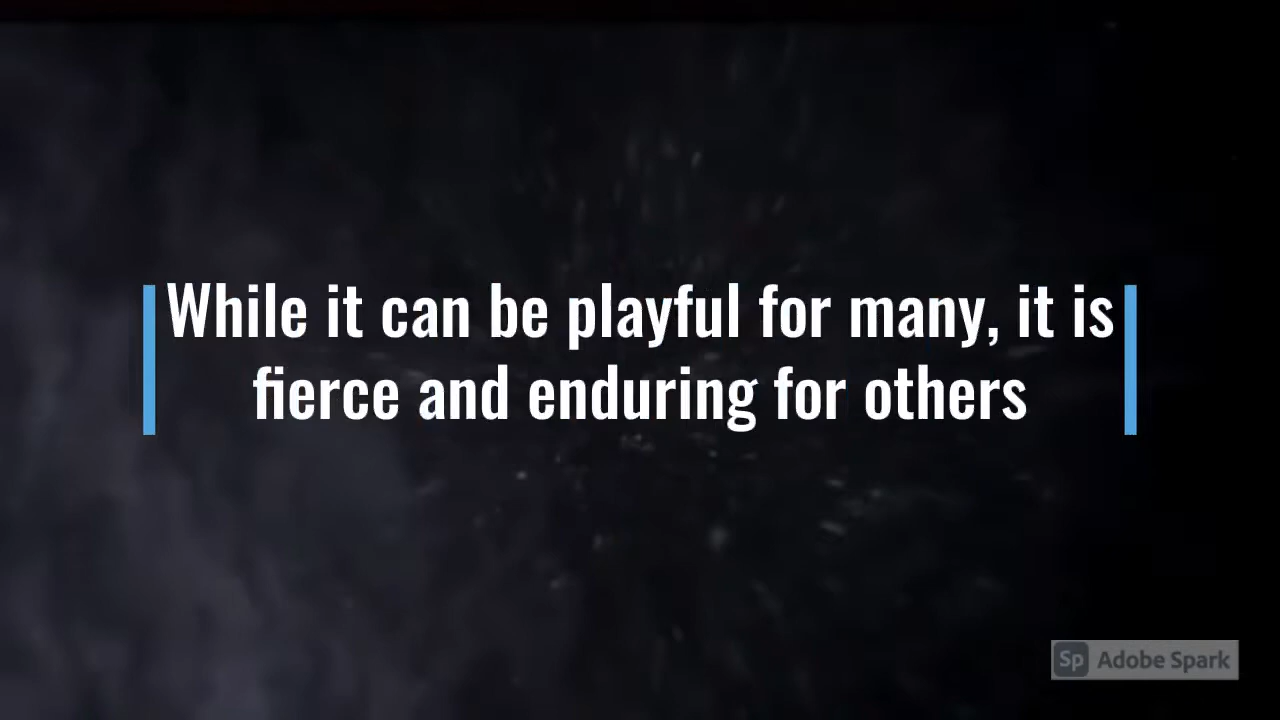 While it can be playful for many, it is
fierce and enduring for others
Sp Adobe Spark